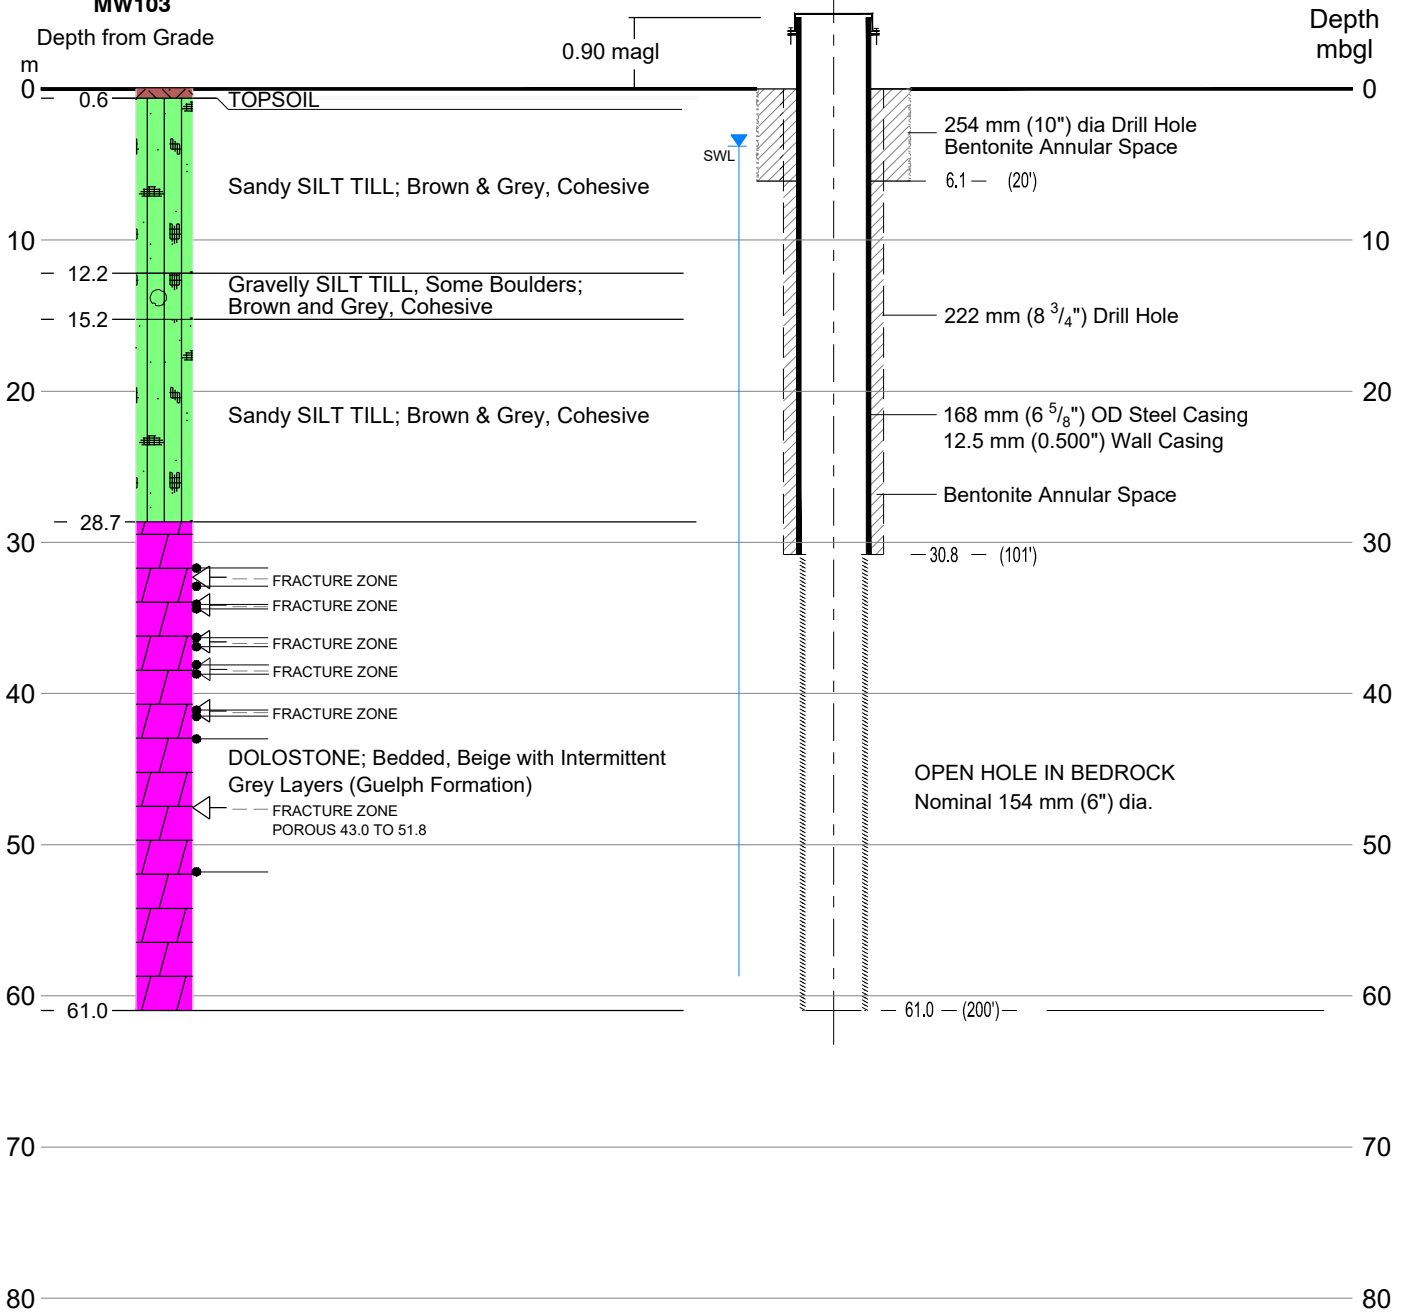 MW103
Depth from Grade
m
Depth
mbgl
0.90 magl
0
0
0.6
TOPSOIL
254 mm (10") dia Drill Hole
Bentonite Annular Space
SWL
6.1 — (20')
Sandy SILT TILL; Brown & Grey, Cohesive
10
10
12.2
Gravelly SILT TILL, Some Boulders;
Brown and Grey, Cohesive
15.2
222 mm (8 3/4") Drill Hole
20
20
Sandy SILT TILL; Brown & Grey, Cohesive
168 mm (6 5/8") OD Steel Casing
12.5 mm (0.500") Wall Casing
Bentonite Annular Space
28.7
30
30
30.8 — (101')
FRACTURE ZONE
FRACTURE ZONE
FRACTURE ZONE
FRACTURE ZONE
40
40
FRACTURE ZONE
DOLOSTONE; Bedded, Beige with Intermittent
Grey Layers (Guelph Formation)
OPEN HOLE IN BEDROCK
Nominal 154 mm (6") dia.
FRACTURE ZONE
POROUS 43.0 TO 51.8
50
50
60
60
61.0
61.0 — (200')
70
70
80
80